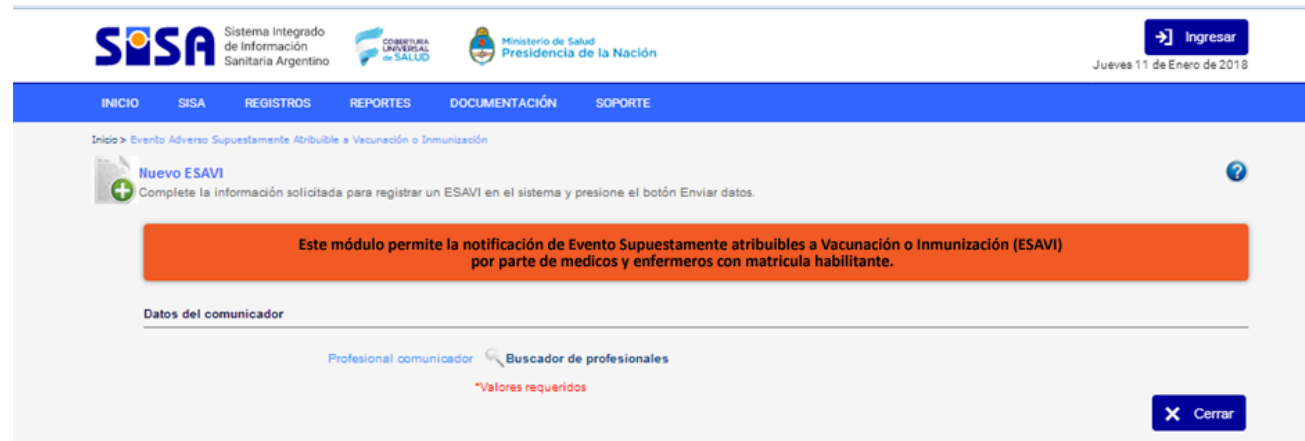 SISA
Sistema Integrado
de Información
Sanitaria Argentino
COBERTURA
UNIVERSAL
de SALUD
Ministerio de Salud
Presidencia de la Nación
Ingresar
Jueves 11 de Enero de 2018
INICIO SISA REGISTROS REPORTES DOCUMENTACIÓN SOPORTE
Inicio > Evento Adverso Supuestamente Atribuible a Vacunación o Inmunización
Nuevo ESAVI
?
Complete la información solicitada para registrar un ESAVI en el sistema y presione el botón Enviar datos.
Este módulo permite la notificación de Evento Supuestamente atribuibles a Vacunación o Inmunización (ESAVI)
por parte de medicos y enfermeros con matricula habilitante.
Datos del comunicador
Profesional comunicador Buscador de profesionales
*Valores requeridos
Cerrar